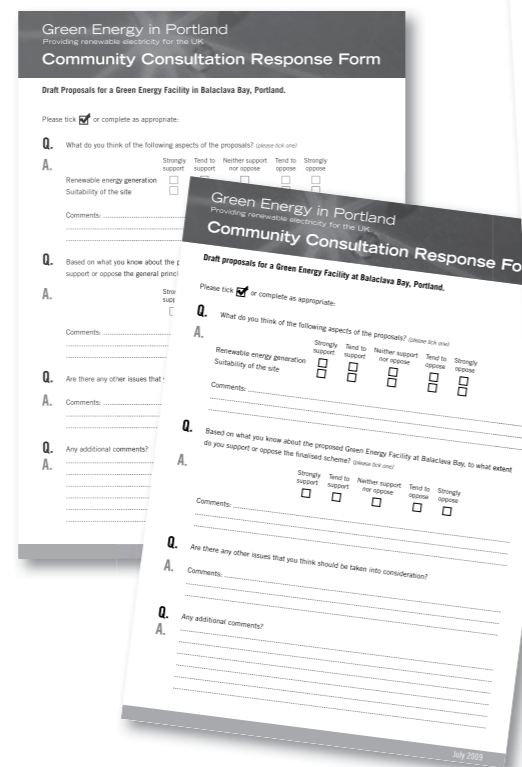 Green Energy in Portland
Providing renewable electricity for the UK
Community Consultation Response Form
Draft Proposals for a Green Energy Facility in Balaclava Bay, Portland.
Please tick or complete as appropriate:
Q. What do you think of the following aspects of the proposals? (please tick one)
A.
Strongly support Tend to support Neither support nor oppose Tend to oppose Strongly oppose
Renewable energy generation
Suitability of the site
Comments:
Q. Based on what you know about the
support or oppose the general
A.
Comments:
Q. Are there any other issues that
A. Comments:
Q. Any additional comments?
A.
Green Energy in Portland
Providing renewable electricity for the UK
Community Consultation Response
Draft proposals for a Green Energy Facility at Balaclava Bay, Portland.
Please tick or complete as appropriate:
Q. What do you think of the following aspects of the proposals? (please tick one)
A.
Strongly support Tend to support Neither support nor oppose Tend to oppose Strongly oppose
Renewable energy generation
Suitability of the site
Comments:
Q. Based on what you know about the proposed Green Energy Facility at Balaclava Bay, to what extent
do you support or oppose the finalised scheme? (please tick one)
A.
Strongly support Tend to support Neither support nor oppose Tend to oppose Strongly oppose
Comments:
Q. Are there any other issues that you think should be taken into consideration?
A. Comments:
Q. Any additional comments?
A.
July 2009